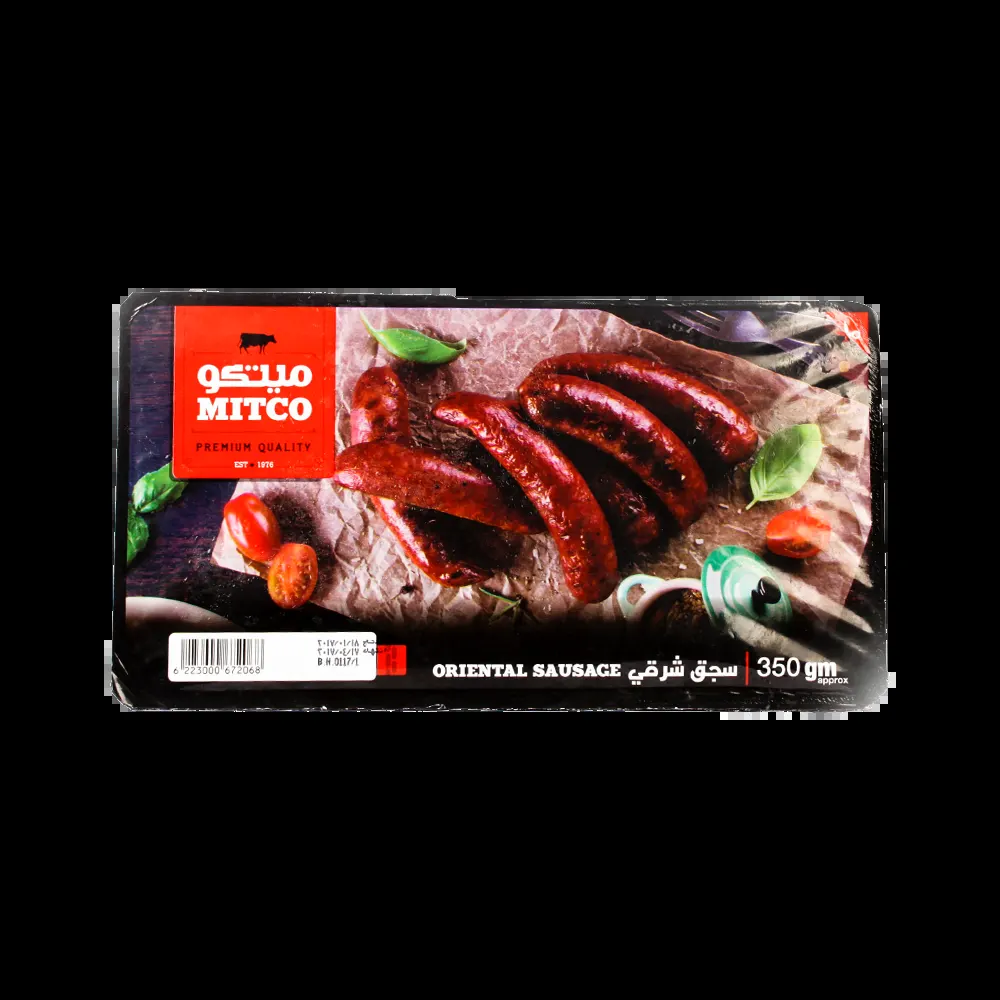 ميتكو
MITCO
PREMIUM QUALITY
EST 1976
٢٠١٧/٠١/١٨
٢٠١٧/٠٤/١٧
B.N.0117/1
6 223000 672068
ORIENTAL SAUSAGE سجق شرقي 350 gm
approx